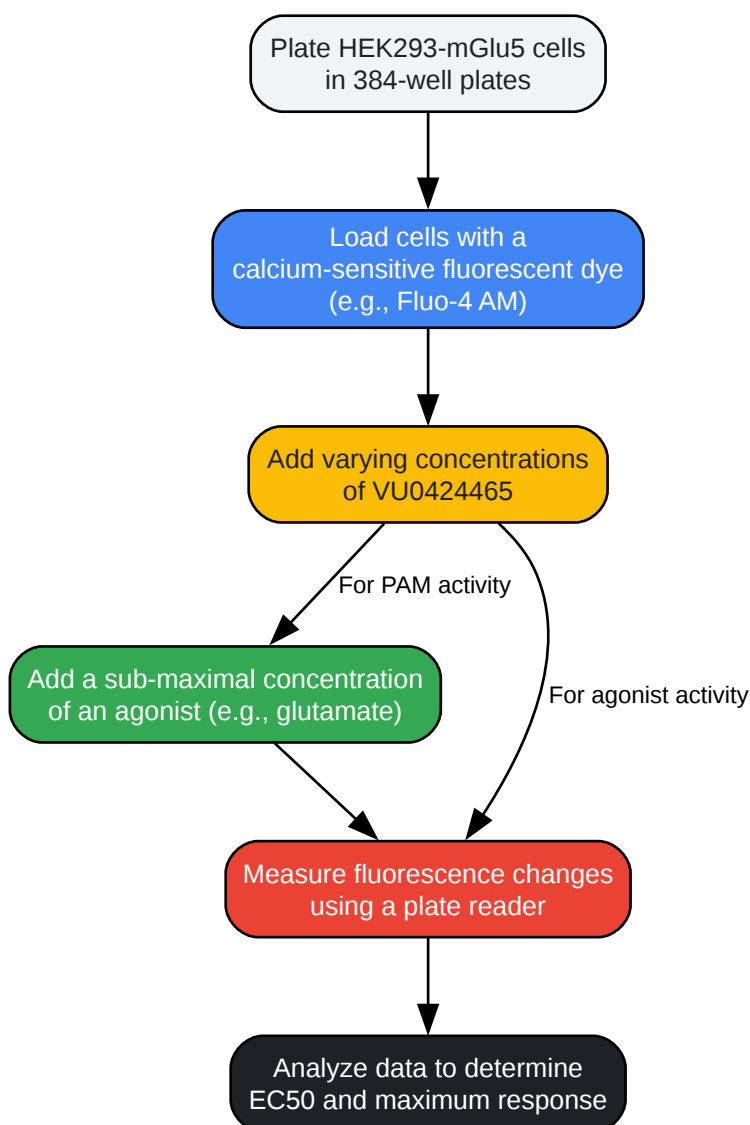 Plate HEK293-mGlu5 cells
in 384-well plates
Load cells with a
calcium-sensitive fluorescent dye
(e.g., Fluo-4 AM)
Add varying concentrations
of VU0424465
For PAM activity
Add a sub-maximal concentration
of an agonist (e.g., glutamate)
For agonist activity
Measure fluorescence changes
using a plate reader
Analyze data to determine
EC50 and maximum response